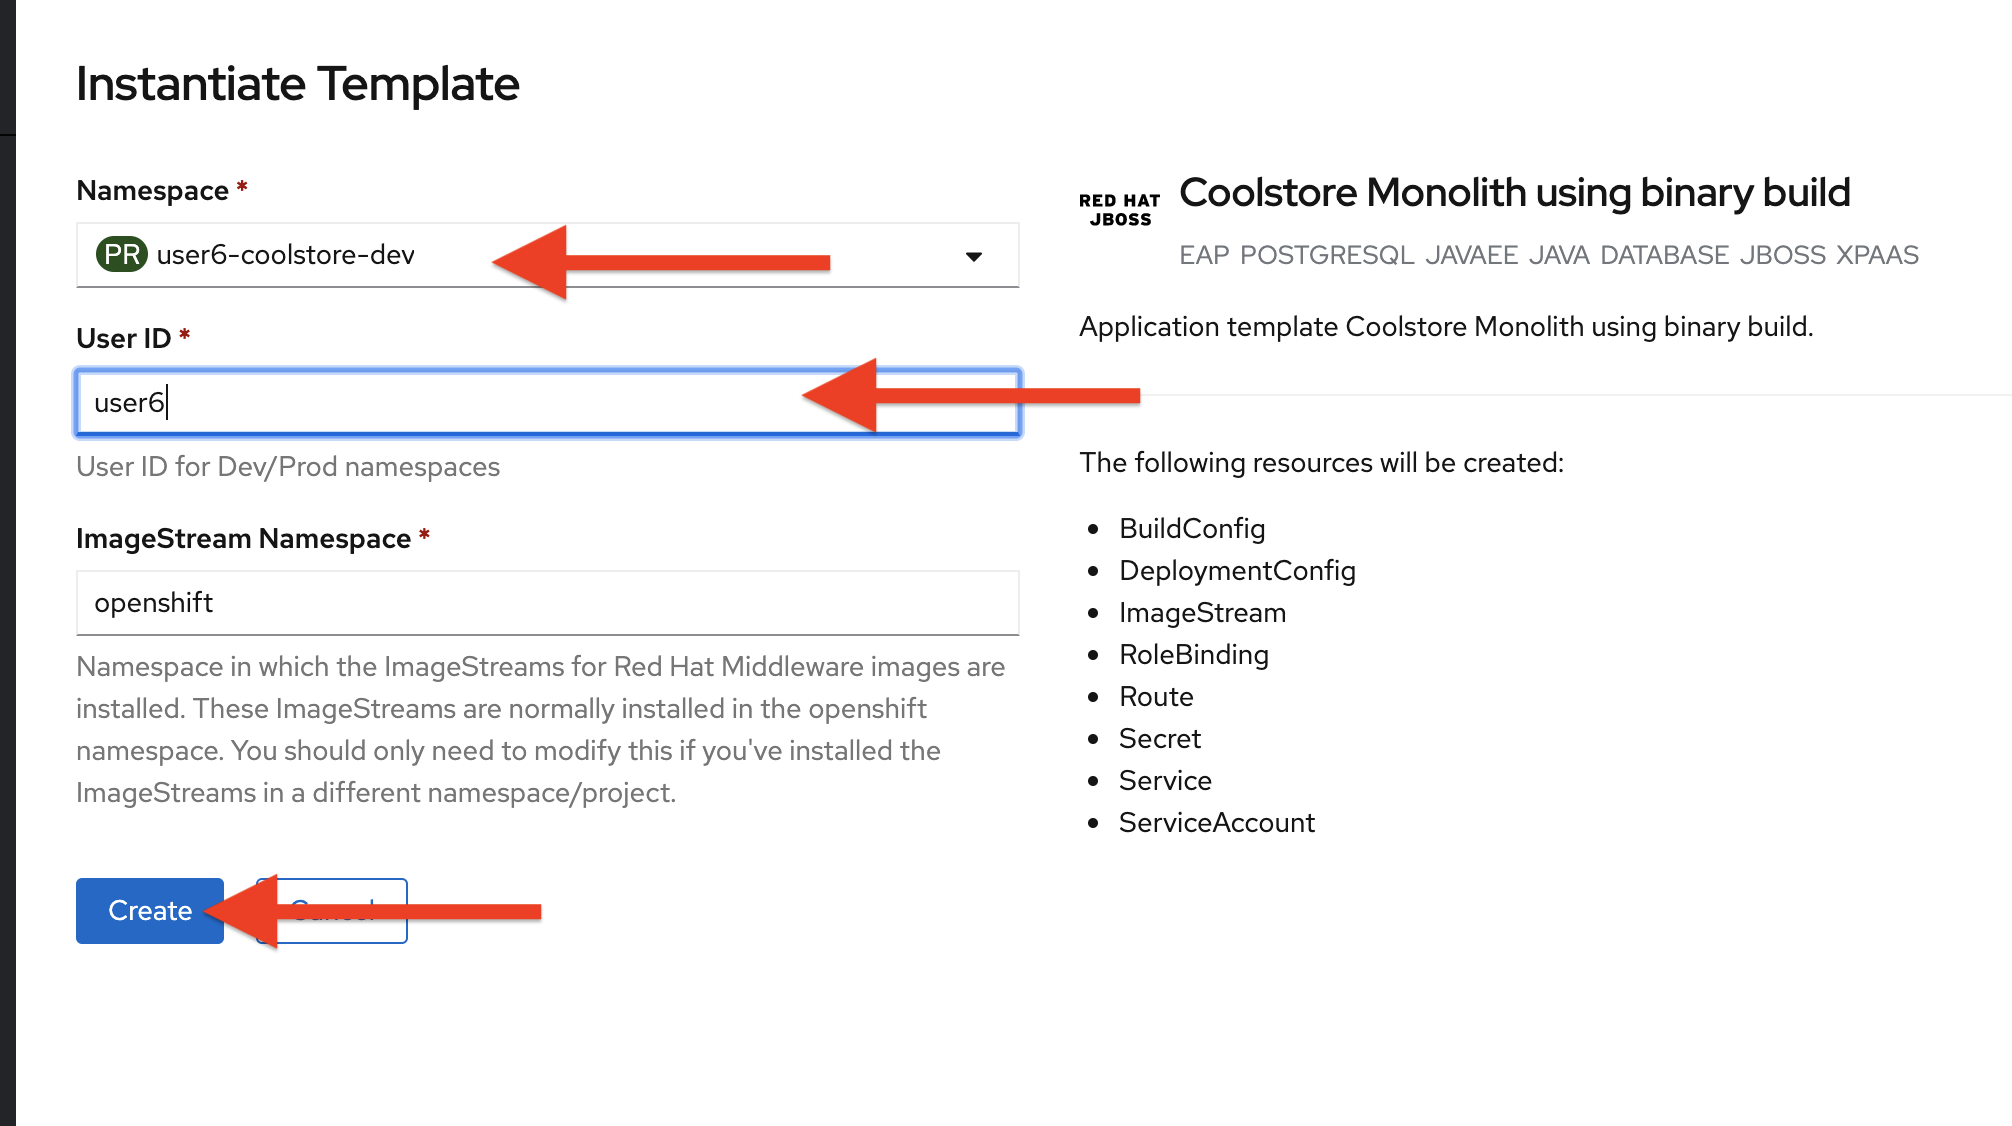 Instantiate Template
Namespace *
PR user6-coolstore-dev
User ID *
user6
User ID for Dev/Prod namespaces
ImageStream Namespace *
openshift
Namespace in which the ImageStreams for Red Hat Middleware images are
installed. These ImageStreams are normally installed in the openshift
namespace. You should only need to modify this if you've installed the
ImageStreams in a different namespace/project.
Create
Cancel
RED HAT
JBOSS
Coolstore Monolith using binary build
EAP POSTGRESQL JAVAEE JAVA DATABASE JBOSS XPAAS
Application template Coolstore Monolith using binary build.
The following resources will be created:
• BuildConfig
• DeploymentConfig
• ImageStream
• RoleBinding
• Route
• Secret
• Service
• ServiceAccount